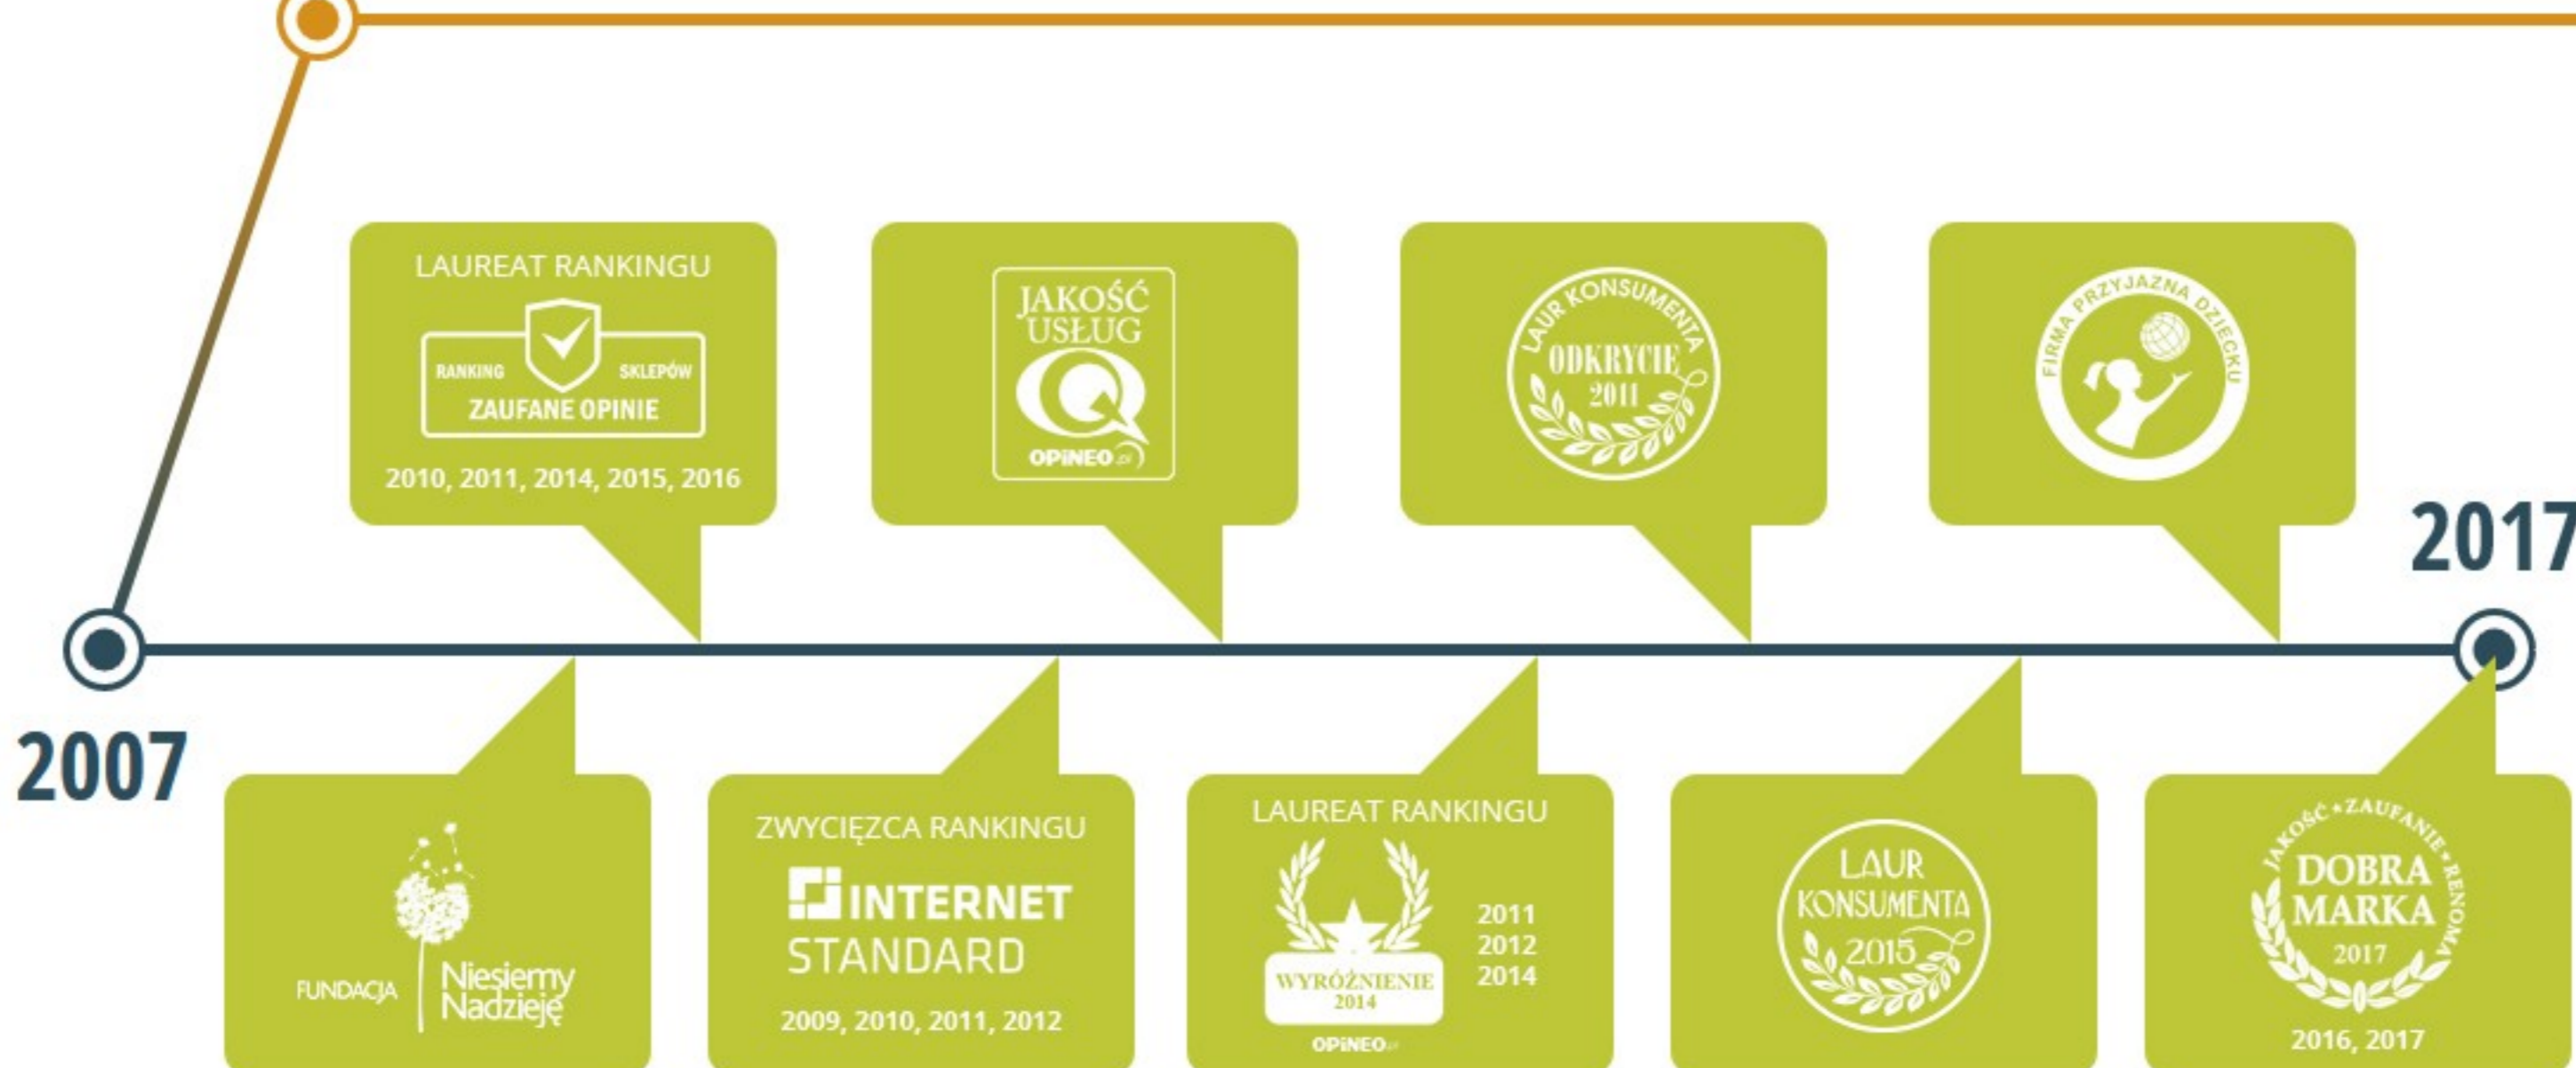 LAUREAT RANKINGU
RANKING SKLEPÓW
ZAUFANE OPINIE
2010, 2011, 2014, 2015, 2016
JAKOŚĆ
USŁUG
OPiNEO.pl
LAUR KONSUMENTA
ODKRYCIE
2011
FIRMA PRZYJAZNA DZIECKU
2017
2007
FUNDACJA
Niesiemy
Nadzieję
ZWYCIĘZCA RANKINGU
INTERNET
STANDARD
2009, 2010, 2011, 2012
LAUREAT RANKINGU
2011
2012
2014
WYRÓŻNIENIE
2014
OPiNEO.pl
LAUR
KONSUMENTA
2015
JAKOŚĆ★ZAUFANIE★RENOMA
DOBRA
MARKA
2017
2016, 2017